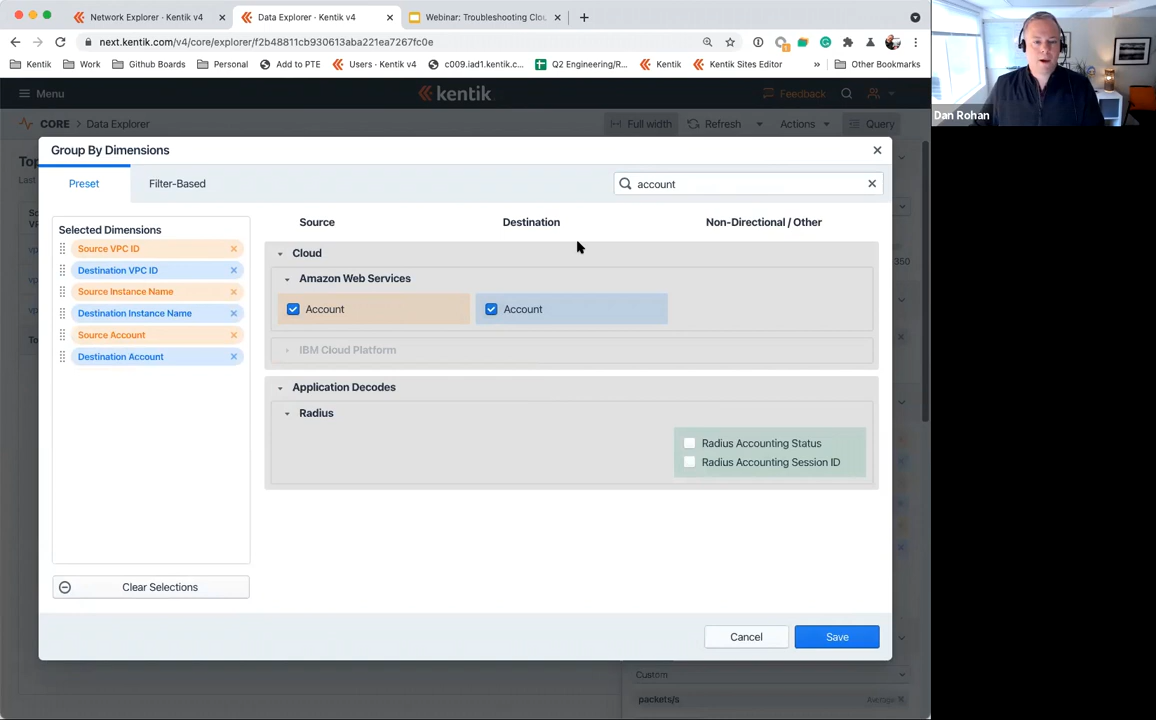 Network Explorer · Kentik v4
Data Explorer · Kentik v4
Webinar: Troubleshooting Clou
next.kentik.com/v4/core/explorer/f2b48811cb930613aba221ea7267fc0e
Kentik
Work
Github Boards
Personal
Add to PTE
Users · Kentik v4
c009.iad1.kentik.c...
Q2 Engineering/R...
Kentik
Kentik Sites Editor
»
Other Bookmarks
Menu
kentik
Feedback
CORE > Data Explorer
Full width
Refresh
Actions
Query
Dan Rohan
Group By Dimensions
Preset
Filter-Based
account
Selected Dimensions
Source VPC ID
Destination VPC ID
Source Instance Name
Destination Instance Name
Source Account
Destination Account
Clear Selections
Source
Destination
Non-Directional / Other
Cloud
Amazon Web Services
Account
Account
IBM Cloud Platform
Application Decodes
Radius
Radius Accounting Status
Radius Accounting Session ID
Cancel
Save
350
Custom
packets/s
Average